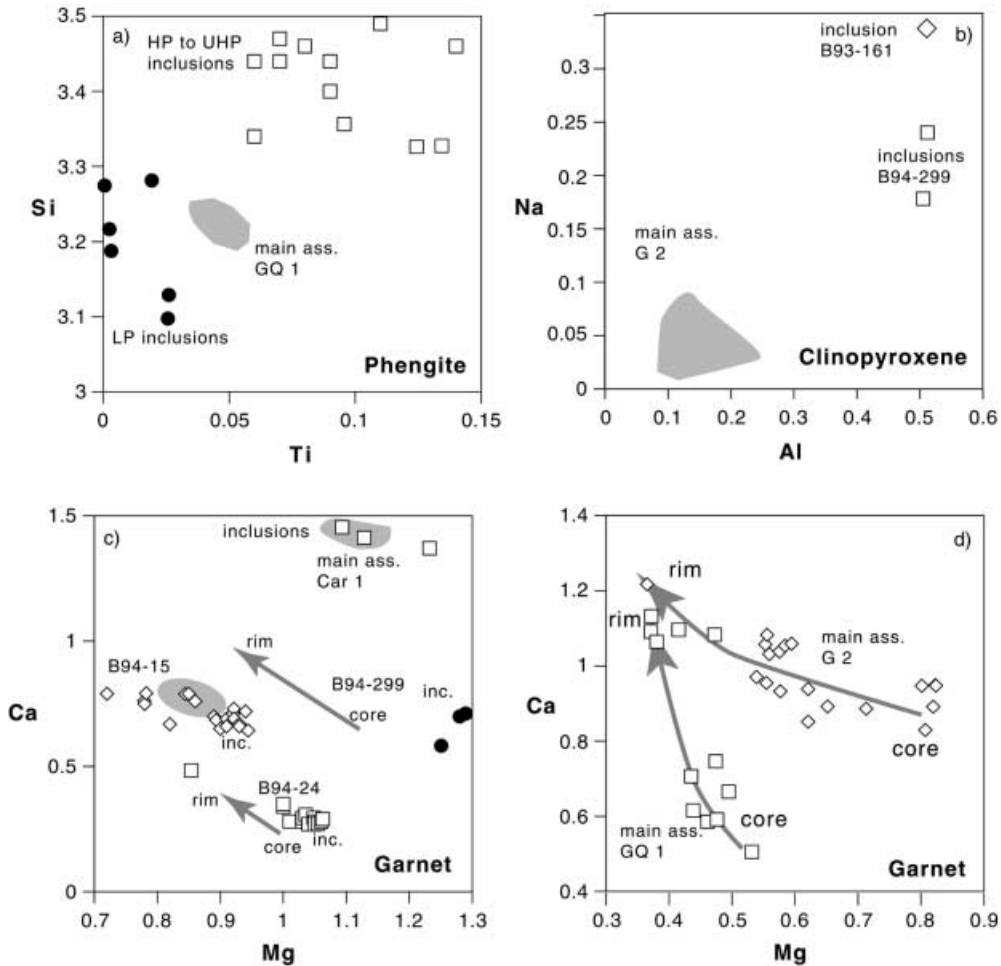 3.5
a)
HP to UHP
inclusions
3.4
3.3
Si
3.2
main ass.
GQ 1
3.1
LP inclusions
Phengite
3
0
0.05
0.1
0.15
Ti
inclusion
B93-161
b)
0.3
0.25
inclusions
B94-299
0.2
Na
0.15
main ass.
G 2
0.1
0.05
Clinopyroxene
0
0
0.1
0.2
0.3
0.4
0.5
0.6
Al
1.5
c)
inclusions
main ass.
Car 1
rim
1
B94-15
B94-299
inc.
core
Ca
inc.
0.5
B94-24
rim
core
inc.
Garnet
0
0.7
0.8
0.9
1
1.1
1.2
1.3
Mg
1.4
d)
rim
1.2
rim
main ass.
G 2
1
Ca
0.8
core
core
0.6
main ass.
GQ 1
Garnet
0.4
0.3
0.4
0.5
0.6
0.7
0.8
0.9
Mg